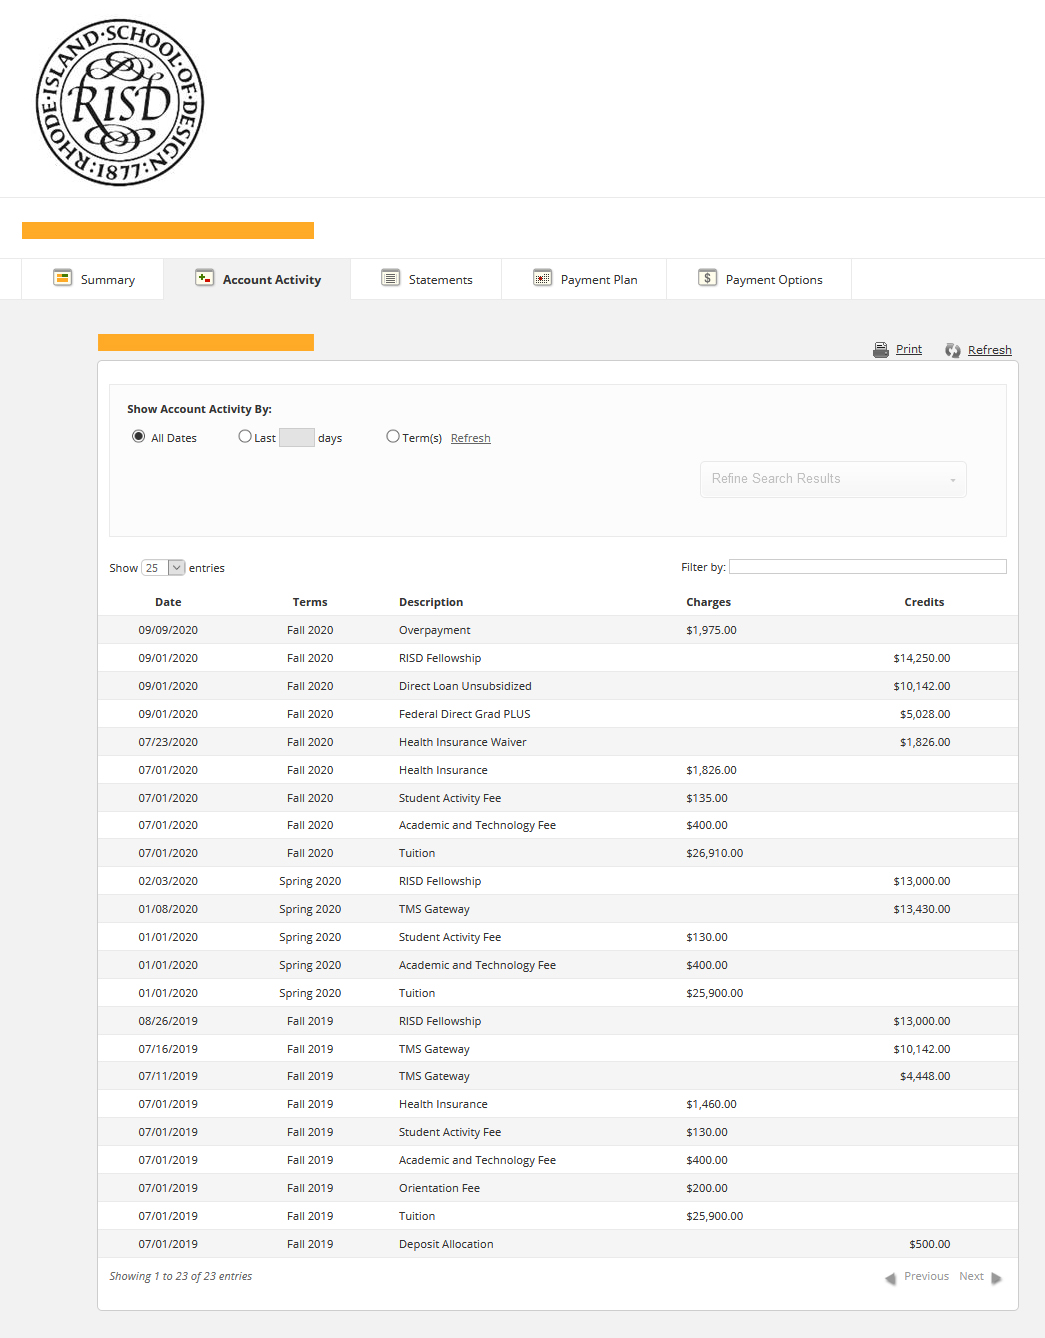 RHODE·ISLAND·SCHOOL·OF·DESIGN:1877:
RISD
Summary Account Activity Statements Payment Plan Payment Options
Print Refresh
Show Account Activity By:
All Dates Last days Term(s) Refresh
Refine Search Results
Show 25 entries Filter by:
Date Terms Description Charges Credits
09/09/2020 Fall 2020 Overpayment $1,975.00
09/01/2020 Fall 2020 RISD Fellowship $14,250.00
09/01/2020 Fall 2020 Direct Loan Unsubsidized $10,142.00
09/01/2020 Fall 2020 Federal Direct Grad PLUS $5,028.00
07/23/2020 Fall 2020 Health Insurance Waiver $1,826.00
07/01/2020 Fall 2020 Health Insurance $1,826.00
07/01/2020 Fall 2020 Student Activity Fee $135.00
07/01/2020 Fall 2020 Academic and Technology Fee $400.00
07/01/2020 Fall 2020 Tuition $26,910.00
02/03/2020 Spring 2020 RISD Fellowship $13,000.00
01/08/2020 Spring 2020 TMS Gateway $13,430.00
01/01/2020 Spring 2020 Student Activity Fee $130.00
01/01/2020 Spring 2020 Academic and Technology Fee $400.00
01/01/2020 Spring 2020 Tuition $25,900.00
08/26/2019 Fall 2019 RISD Fellowship $13,000.00
07/16/2019 Fall 2019 TMS Gateway $10,142.00
07/11/2019 Fall 2019 TMS Gateway $4,448.00
07/01/2019 Fall 2019 Health Insurance $1,460.00
07/01/2019 Fall 2019 Student Activity Fee $130.00
07/01/2019 Fall 2019 Academic and Technology Fee $400.00
07/01/2019 Fall 2019 Orientation Fee $200.00
07/01/2019 Fall 2019 Tuition $25,900.00
07/01/2019 Fall 2019 Deposit Allocation $500.00
Showing 1 to 23 of 23 entries Previous Next